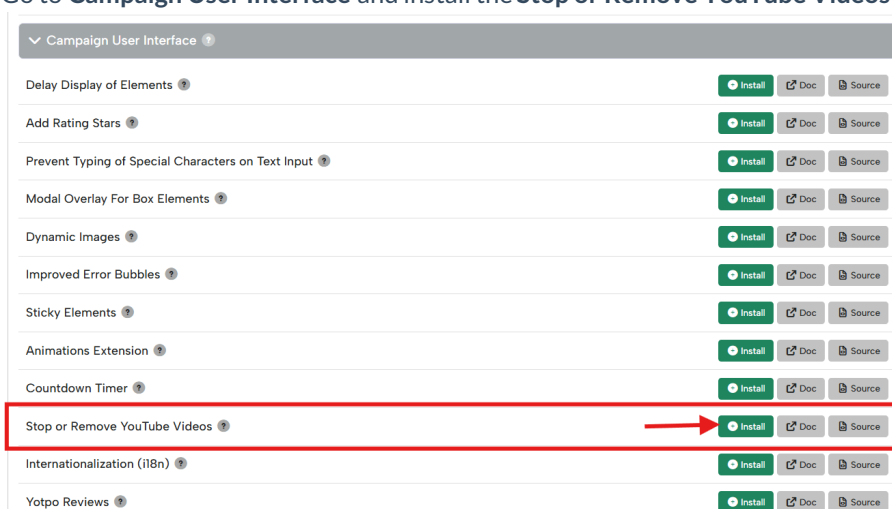 Go to Campaign User Interface and install the Stop or Remove YouTube Videos
Campaign User Interface ?
Delay Display of Elements ? Install Doc Source
Add Rating Stars ? Install Doc Source
Prevent Typing of Special Characters on Text Input ? Install Doc Source
Modal Overlay For Box Elements ? Install Doc Source
Dynamic Images ? Install Doc Source
Improved Error Bubbles ? Install Doc Source
Sticky Elements ? Install Doc Source
Animations Extension ? Install Doc Source
Countdown Timer ? Install Doc Source
Stop or Remove YouTube Videos ? Install Doc Source
Internationalization (i18n) ? Install Doc Source
Yotpo Reviews ? Install Doc Source